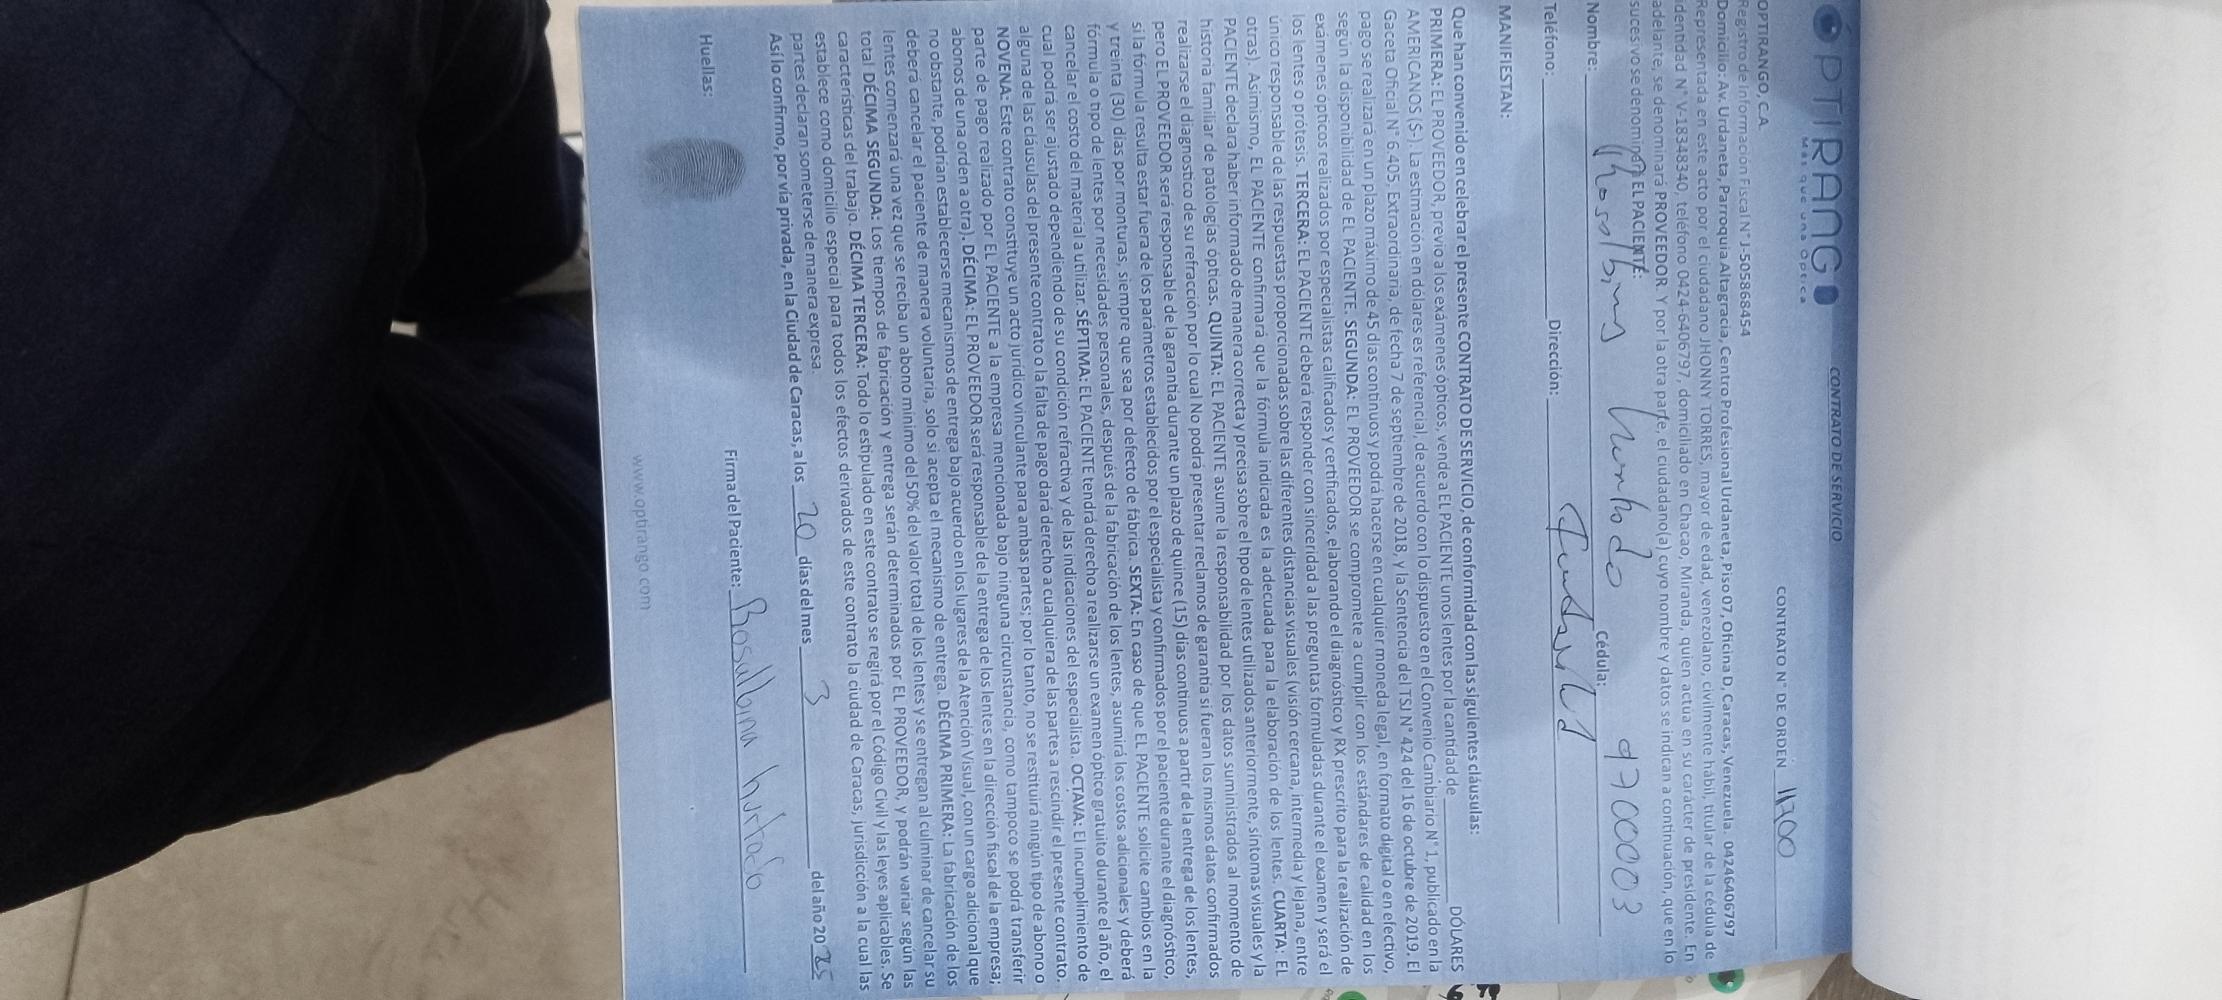 OPTIRANGO
Más que una Óptica
CONTRATO DE SERVICIO
CONTRATO N° DE ORDEN 11700
OPTIRANGO, C.A.
Registro de Información Fiscal N° J-505868454
Domicilio: Av. Urdaneta, Parroquia Altagracia, Centro Profesional Urdaneta, Piso 07, Oficina D, Caracas, Venezuela. 04246406797
Representada en este acto por el ciudadano JHONNY TORRES, mayor de edad, venezolano, civilmente hábil, titular de la cédula de
identidad N° V-18348340, teléfono 0424-6406797, domiciliado en Chacao, Miranda, quien actúa en su carácter de presidente. En
adelante, se denominará PROVEEDOR. Y por la otra parte, el ciudadano(a) cuyo nombre y datos se indican a continuación, que en lo
sucesivo se denominará EL PACIENTE:
Nombre: Rosalbina hurtado Cédula: 9700003
Teléfono: Dirección:
MANIFIESTAN:
Que han convenido en celebrar el presente CONTRATO DE SERVICIO, de conformidad con las siguientes cláusulas:
PRIMERA: EL PROVEEDOR, previo a los exámenes ópticos, vende a EL PACIENTE unos lentes por la cantidad de DÓLARES
AMERICANOS ($-). La estimación en dólares es referencial, de acuerdo con lo dispuesto en el Convenio Cambiario N° 1, publicado en la
Gaceta Oficial N° 6.405, Extraordinaria, de fecha 7 de septiembre de 2018, y la Sentencia del TSJ N° 424 del 16 de octubre de 2019. El
pago se realizará en un plazo máximo de 45 días continuos y podrá hacerse en cualquier moneda legal, en formato digital o en efectivo,
según la disponibilidad de EL PACIENTE. SEGUNDA: EL PROVEEDOR se compromete a cumplir con los estándares de calidad en los
exámenes ópticos realizados por especialistas calificados y certificados, elaborando el diagnóstico y RX prescrito para la realización de
los lentes o prótesis. TERCERA: EL PACIENTE deberá responder con sinceridad a las preguntas formuladas durante el examen y será el
único responsable de las respuestas proporcionadas sobre las diferentes distancias visuales (visión cercana, intermedia y lejana, entre
otras). Asimismo, EL PACIENTE confirmará que la fórmula indicada es la adecuada para la elaboración de los lentes. CUARTA: EL
PACIENTE declara haber informado de manera correcta y precisa sobre el tipo de lentes utilizados anteriormente, síntomas visuales y la
historia familiar de patologías ópticas. QUINTA: EL PACIENTE asume la responsabilidad por los datos suministrados al momento de
realizarse el diagnostico de su refracción por lo cual No podrá presentar reclamos de garantía si fueran los mismos datos confirmados
pero EL PROVEEDOR será responsable de la garantía durante un plazo de quince (15) días continuos a partir de la entrega de los lentes,
si la fórmula resulta estar fuera de los parámetros establecidos por el especialista y confirmados por el paciente durante el diagnóstico,
y treinta (30) días por monturas, siempre que sea por defecto de fábrica. SEXTA: En caso de que EL PACIENTE solicite cambios en la
fórmula o tipo de lentes por necesidades personales, después de la fabricación de los lentes, asumirá los costos adicionales y deberá
cancelar el costo del material a utilizar. SÉPTIMA: EL PACIENTE tendrá derecho a realizarse un examen óptico gratuito durante el año, el
cual podrá ser ajustado dependiendo de su condición refractiva y de las indicaciones del especialista. OCTAVA: El incumplimiento de
alguna de las cláusulas del presente contrato o la falta de pago dará derecho a cualquiera de las partes a rescindir el presente contrato.
NOVENA: Este contrato constituye un acto jurídico vinculante para ambas partes; por lo tanto, no se restituirá ningún tipo de abono o
parte de pago realizado por EL PACIENTE a la empresa mencionada bajo ninguna circunstancia, como tampoco se podrá transferir
abonos de una orden a otra). DÉCIMA: EL PROVEEDOR será responsable de la entrega de los lentes en la dirección fiscal de la empresa;
no obstante, podrían establecerse mecanismos de entrega bajo acuerdo en los lugares de la Atención Visual, con un cargo adicional que
deberá cancelar el paciente de manera voluntaria, solo si acepta el mecanismo de entrega. DÉCIMA PRIMERA: La fabricación de los
lentes comenzará una vez que se reciba un abono mínimo del 50% del valor total de los lentes y se entregan al culminar de cancelar su
total DÉCIMA SEGUNDA: Los tiempos de fabricación y entrega serán determinados por EL PROVEEDOR, y podrán variar según las
características del trabajo. DÉCIMA TERCERA: Todo lo estipulado en este contrato se regirá por el Código Civil y las leyes aplicables. Se
establece como domicilio especial para todos los efectos derivados de este contrato la ciudad de Caracas, jurisdicción a la cual las
partes declaran someterse de manera expresa.
Así lo confirmo, por vía privada, en la Ciudad de Caracas, a los 20 días del mes 3 del año 2025
Firma del Paciente: Rosalbina hurtado
Huellas:
www.optirango.com